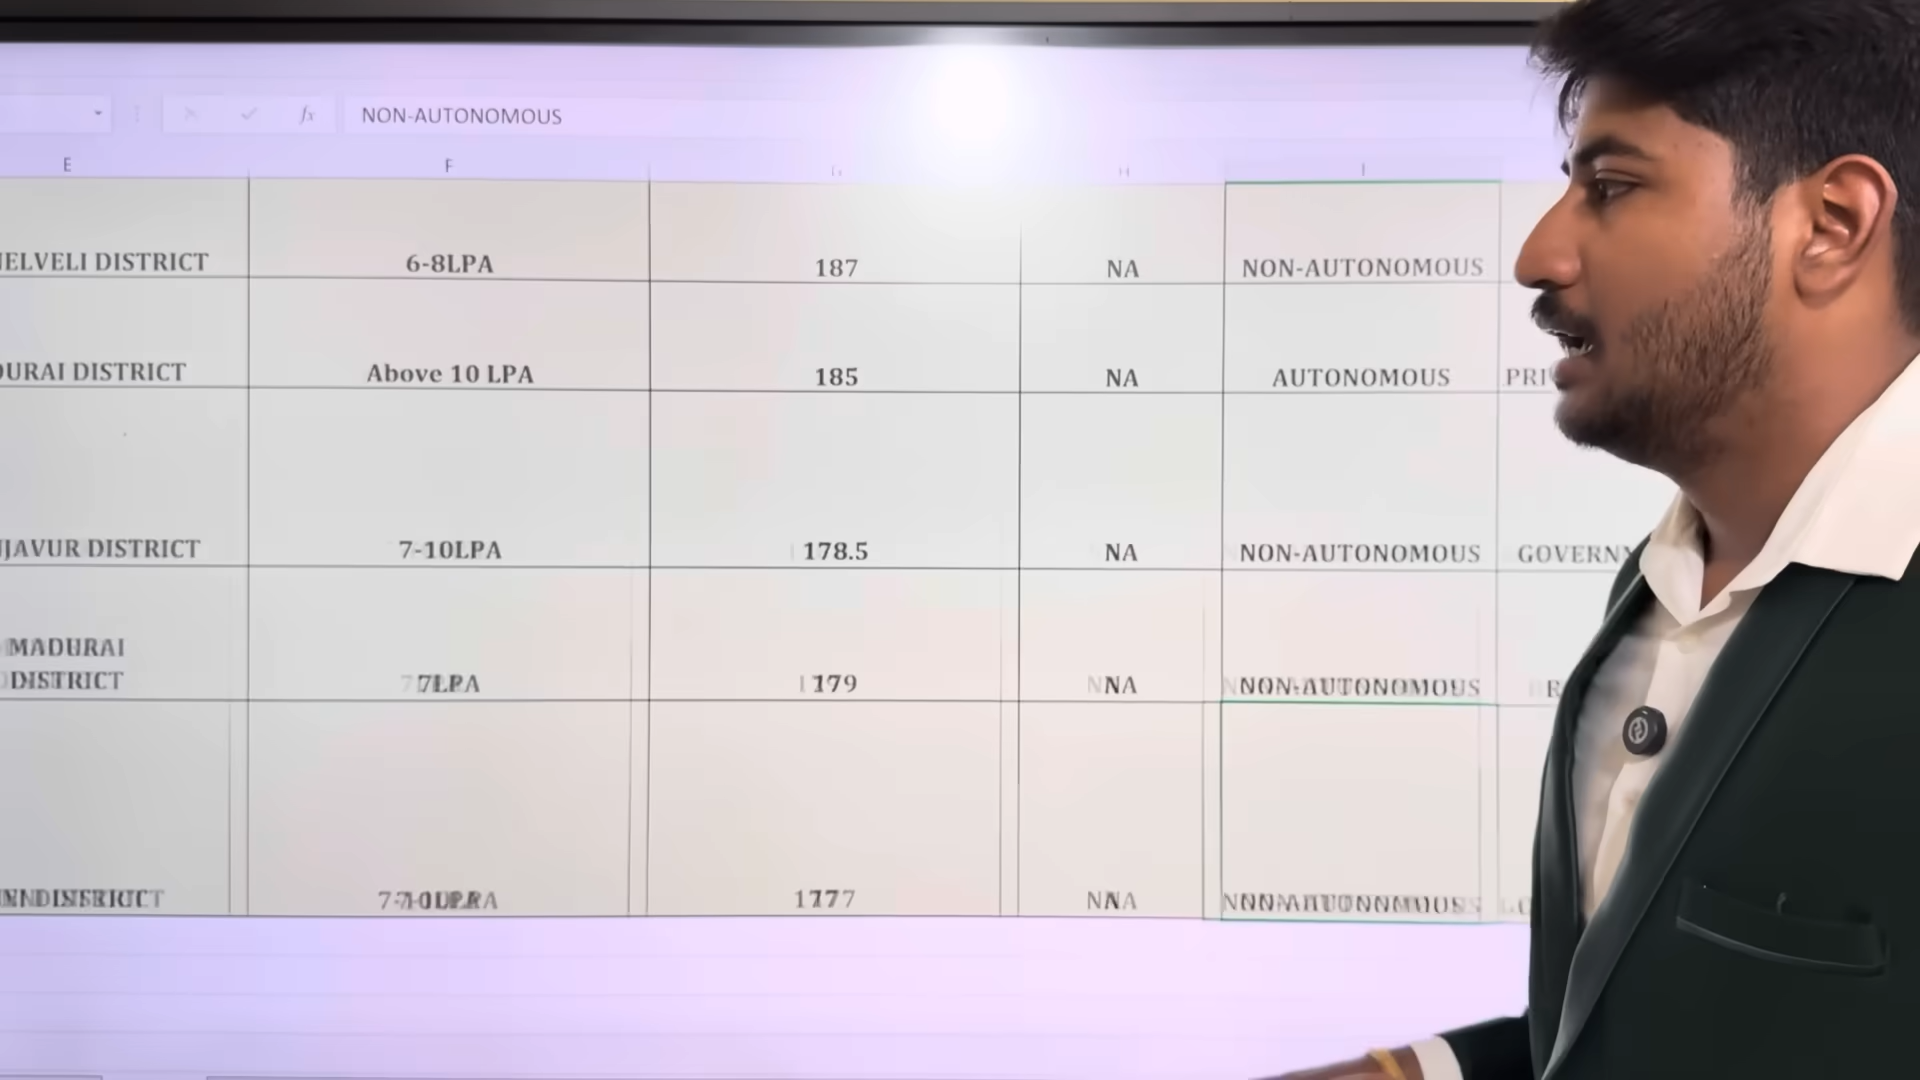 NON-AUTONOMOUS
E F G H I
ELVELI DISTRICT 6-8LPA 187 NA NON-AUTONOMOUS
URAI DISTRICT Above 10 LPA 185 NA AUTONOMOUS PRI
JAVUR DISTRICT 7-10LPA 178.5 NA NON-AUTONOMOUS GOVERN
MADURAI
DISTRICT 7LPA 179 NA NON-AUTONOMOUS
DISTRICT 7-10LPA 177 NA NON-AUTONOMOUS